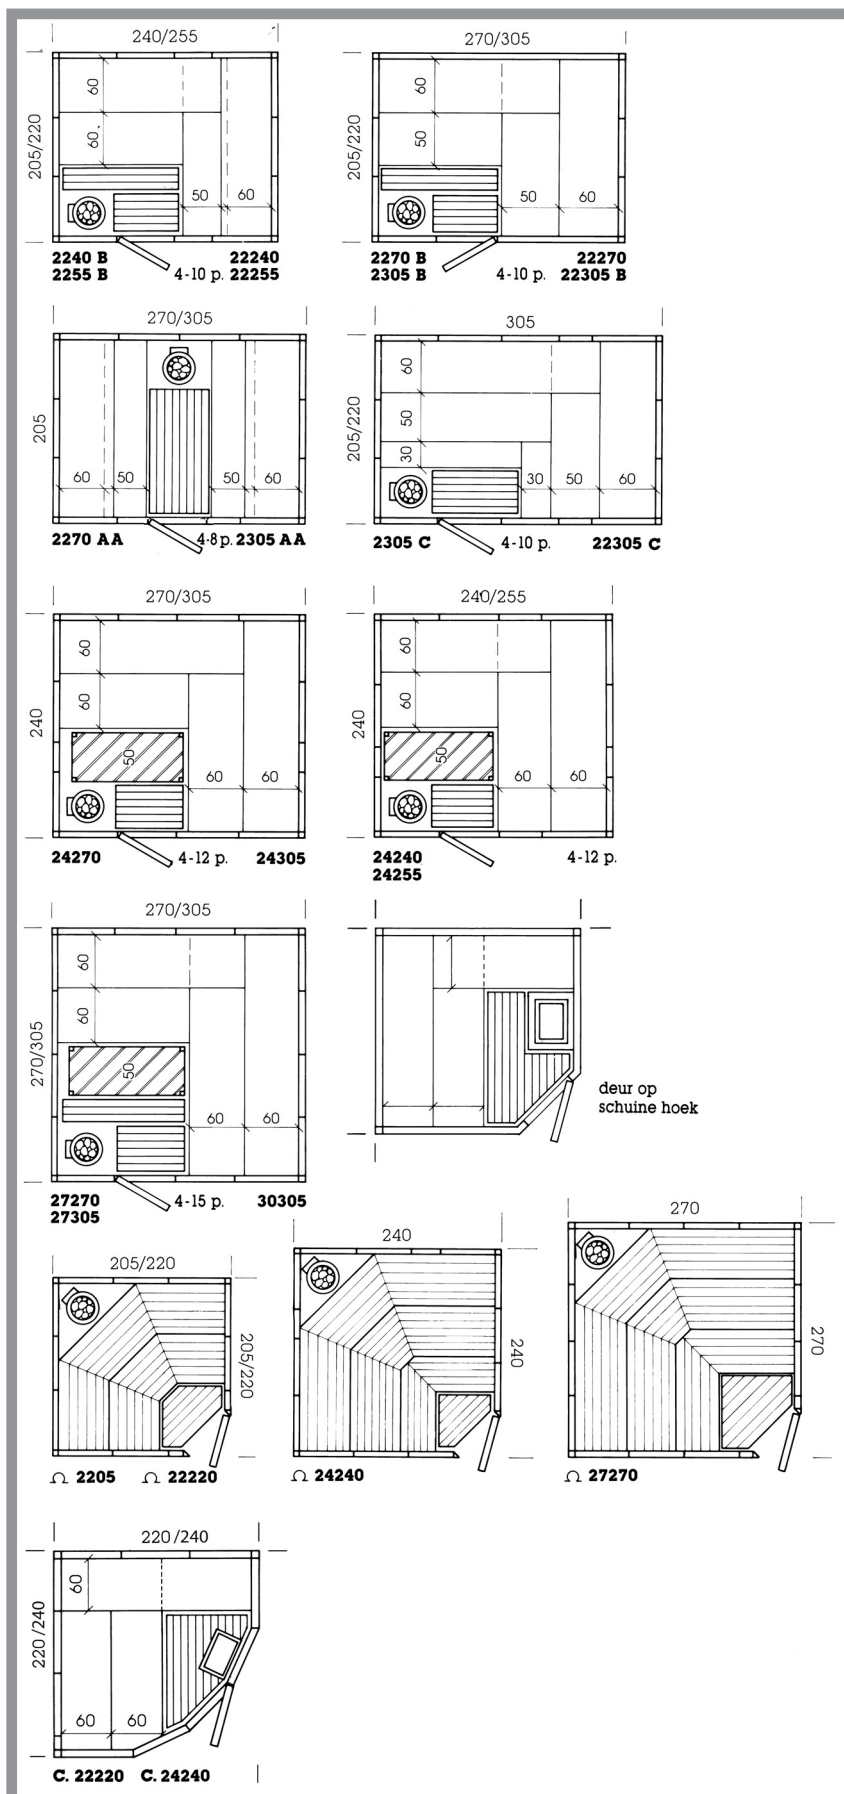 240/255
205/220
60
60
50 60
2240 B 22240
2255 B 4-10 p. 22255
270/305
205/220
60
50
50 60
2270 B 22270
2305 B 4-10 p. 22305 B
270/305
205
60 50 50 60
2270 AA 4-8 p. 2305 AA
305
205/220
60
50
30
30 50 60
2305 C 4-10 p. 22305 C
270/305
240
60
60
50
60 60
24270 4-12 p. 24305
240/255
240
60
60
50
60 60
24240 4-12 p.
24255
270/305
270/305
60
60
50
60 60
27270 4-15 p. 30305
27305
deur op
schuine hoek
205/220
205/220
Ω 2205 Ω 22220
240
240
Ω 24240
270
270
Ω 27270
220/240
220/240
60
60 60
C. 22220 C. 24240